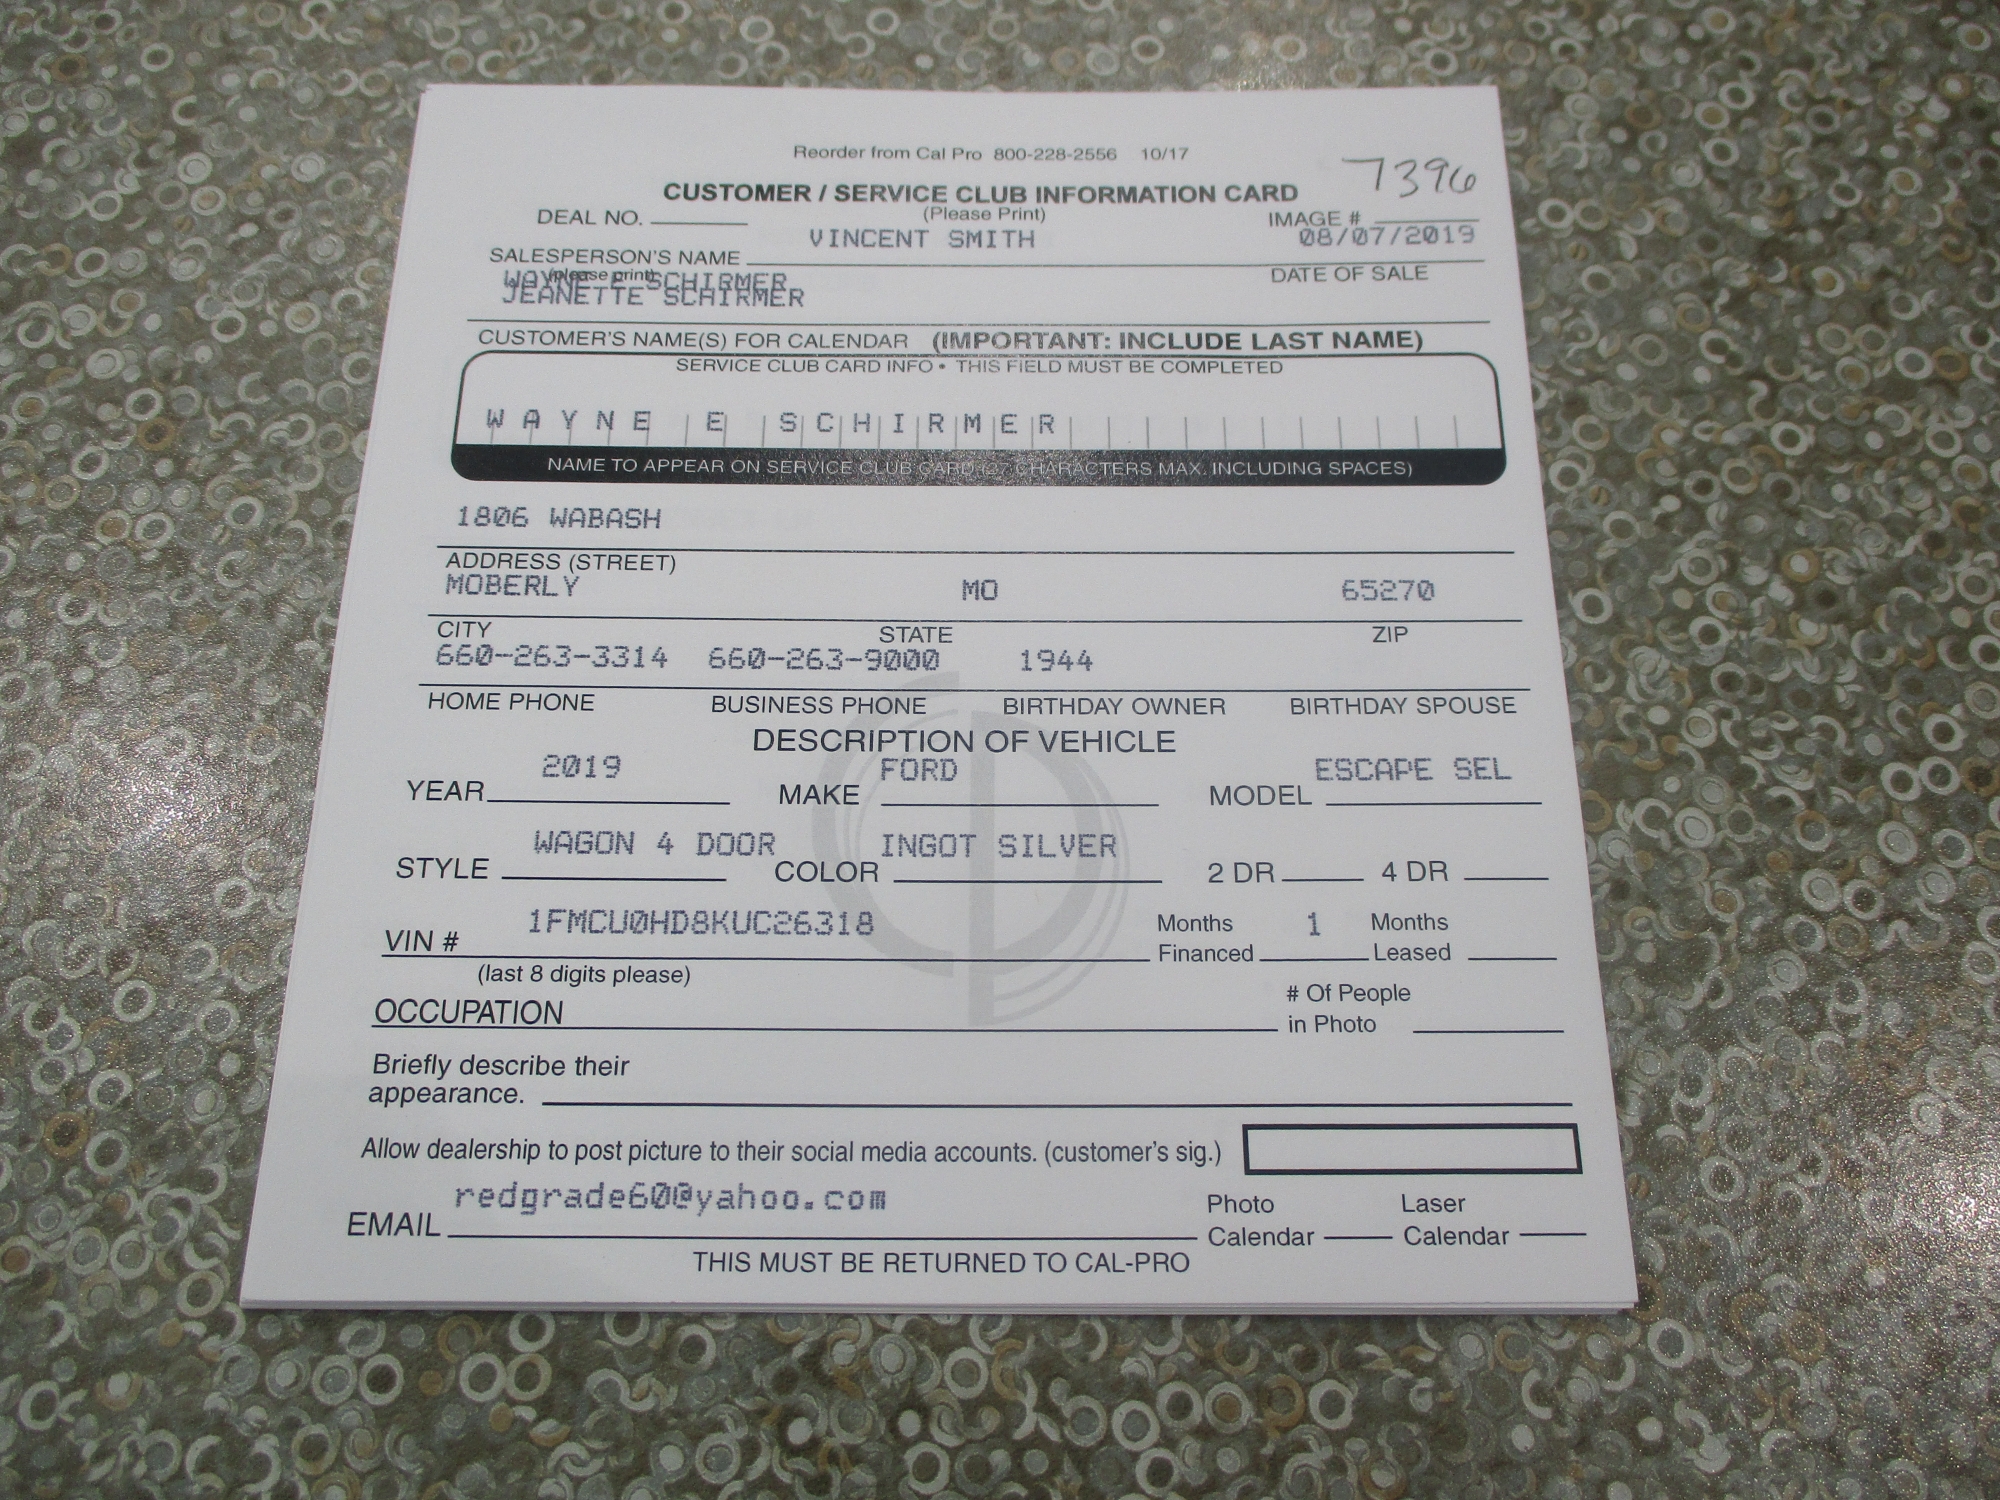 Reorder from Cal Pro 800-228-2556 10/17
7396
CUSTOMER / SERVICE CLUB INFORMATION CARD
DEAL NO. (Please Print) IMAGE #
VINCENT SMITH 08/07/2019
SALESPERSON'S NAME
(please print) DATE OF SALE
WAYNE E SCHIRMER
JEANETTE SCHIRMER
CUSTOMER'S NAME(S) FOR CALENDAR (IMPORTANT: INCLUDE LAST NAME)
SERVICE CLUB CARD INFO • THIS FIELD MUST BE COMPLETED
WAYNE E SCHIRMER
NAME TO APPEAR ON SERVICE CLUB CARD (27 CHARACTERS MAX. INCLUDING SPACES)
1806 WABASH
ADDRESS (STREET)
MOBERLY MO 65270
CITY STATE ZIP
660-263-3314 660-263-9000 1944
HOME PHONE BUSINESS PHONE BIRTHDAY OWNER BIRTHDAY SPOUSE
DESCRIPTION OF VEHICLE
2019 FORD ESCAPE SEL
YEAR MAKE MODEL
WAGON 4 DOOR INGOT SILVER
STYLE COLOR 2 DR 4 DR
1FMCU0HD8KUC26318 Months 1 Months
VIN # Financed Leased
(last 8 digits please)
OCCUPATION # Of People
in Photo
Briefly describe their
appearance.
Allow dealership to post picture to their social media accounts. (customer's sig.)
redgrade60@yahoo.com Photo Laser
EMAIL Calendar Calendar
THIS MUST BE RETURNED TO CAL-PRO